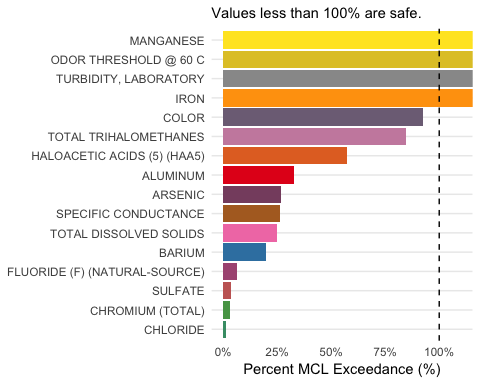 Values less than 100% are safe.
MANGANESE
ODOR THRESHOLD @ 60 C
TURBIDITY, LABORATORY
IRON
COLOR
TOTAL TRIHALOMETHANES
HALOACETIC ACIDS (5) (HAA5)
ALUMINUM
ARSENIC
SPECIFIC CONDUCTANCE
TOTAL DISSOLVED SOLIDS
BARIUM
FLUORIDE (F) (NATURAL-SOURCE)
SULFATE
CHROMIUM (TOTAL)
CHLORIDE
0% 25% 50% 75% 100%
Percent MCL Exceedance (%)